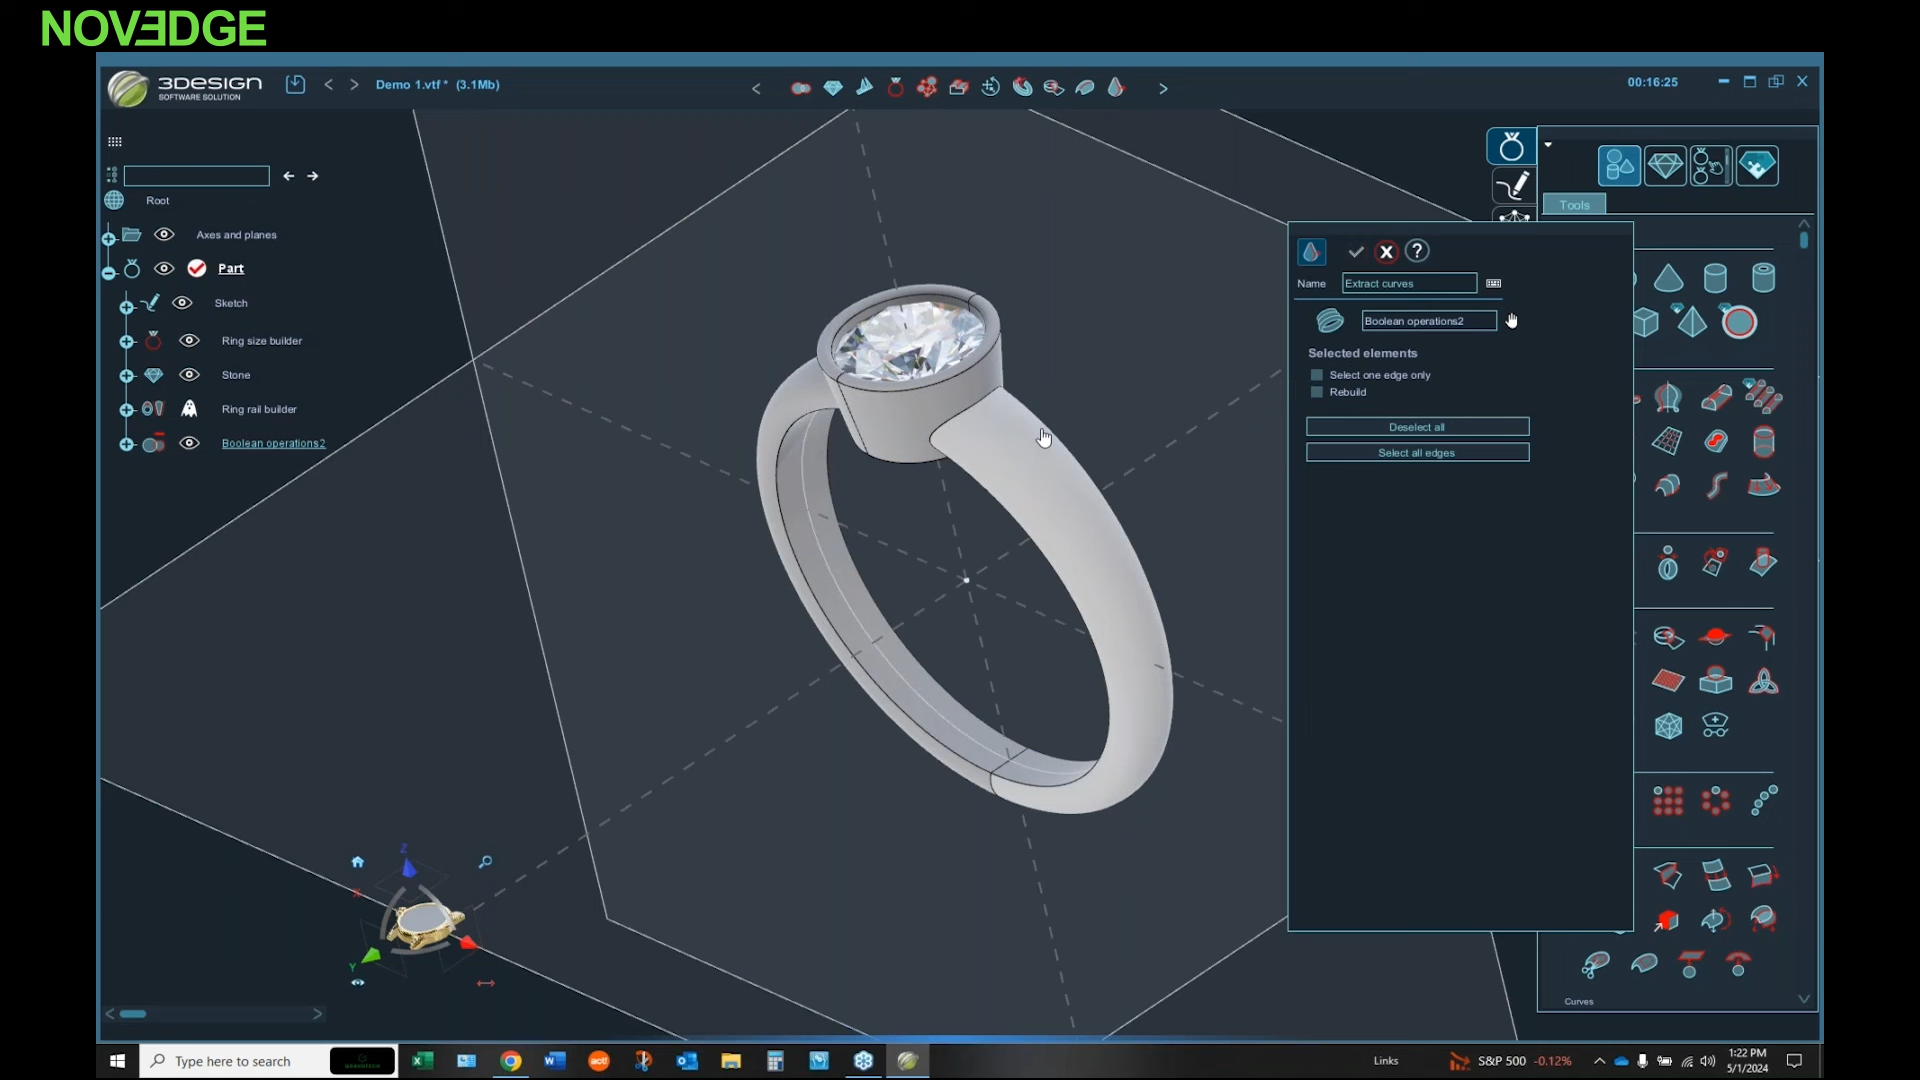 NOVEDGE
3DESIGN
SOFTWARE SOLUTION
Demo 1.vtf * (3.1Mb)
00:16:25
Root
Axes and planes
Part
Sketch
Ring size builder
Stone
Ring rail builder
Boolean operations2
Tools
Name
Extract curves
Boolean operations2
Selected elements
Select one edge only
Rebuild
Deselect all
Select all edges
Curves
Z
X
Y
Type here to search
act!
Links
S&P 500 -0.12%
1:22 PM
5/1/2024